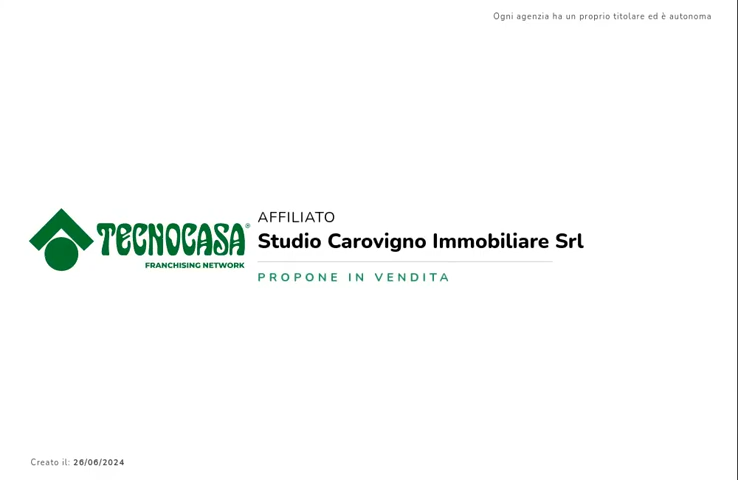 Ogni agenzia ha un proprio titolare ed è autonoma
AFFILIATO
TECNOCASA®
Studio Carovigno Immobiliare Srl
FRANCHISING NETWORK
PROPONE IN VENDITA
Creato il: 26/06/2024